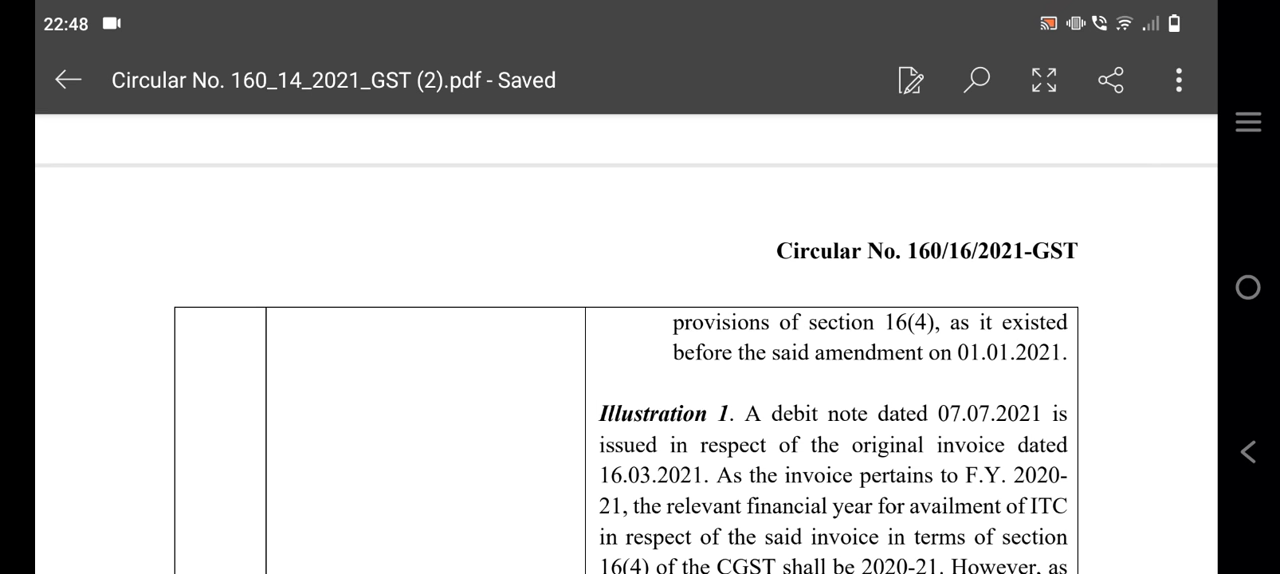 22:48
Circular No. 160_14_2021_GST (2).pdf - Saved
Circular No. 160/16/2021-GST
provisions of section 16(4), as it existed
before the said amendment on 01.01.2021.
Illustration 1. A debit note dated 07.07.2021 is
issued in respect of the original invoice dated
16.03.2021. As the invoice pertains to F.Y. 2020-
21, the relevant financial year for availment of ITC
in respect of the said invoice in terms of section
16(4) of the CGST shall be 2020-21. However, as